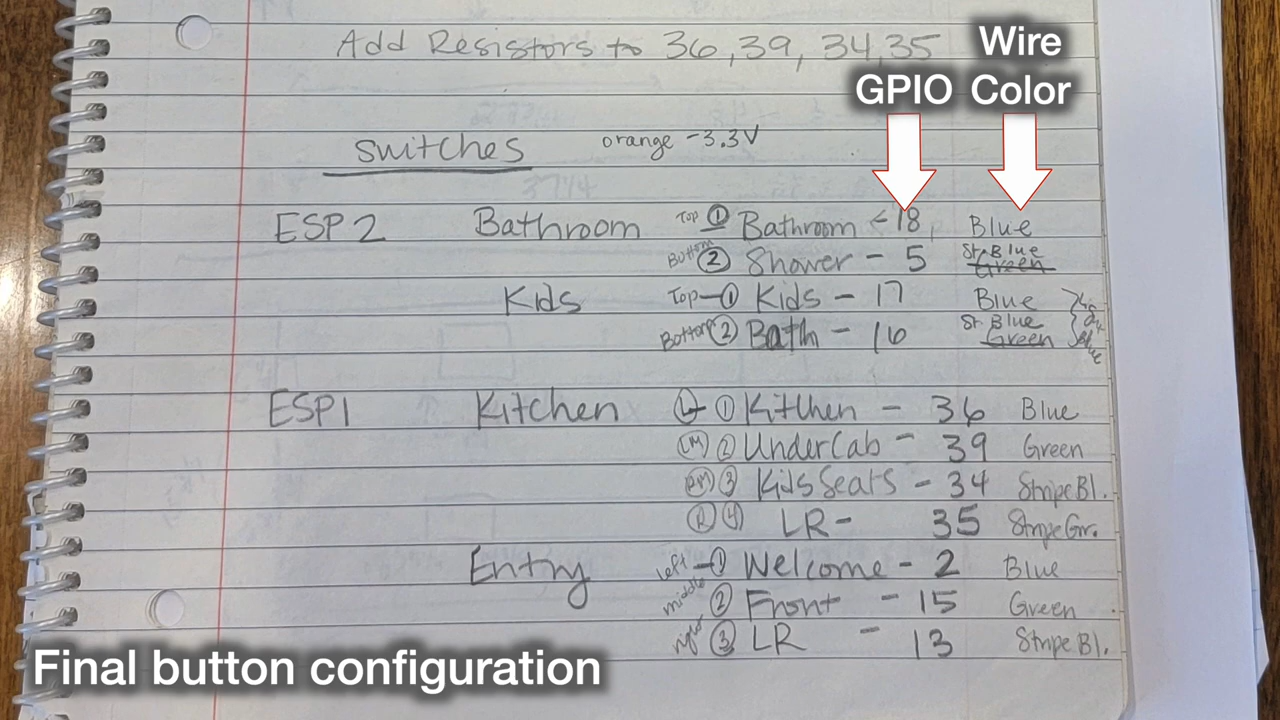 Add Resistors to 36, 39, 34, 35
Wire
GPIO Color
switches orange - 3.3V
ESP2 Bathroom Top ① Bathroom - 18 Blue
Bottom ② Shower - 5 St. Blue Green
Kids Top - ① Kids - 17 Blue
Bottom ② Bath - 16 St. Blue Green
ESP1 Kitchen L ① Kitchen - 36 Blue
LM ② UnderCab - 39 Green
RM ③ Kids Seats - 34 Stripe Bl.
R ④ LR - 35 Stripe Gr.
Entry left - ① Welcome - 2 Blue
middle ② Front - 15 Green
right ③ LR - 13 Stripe Bl.
Final button configuration